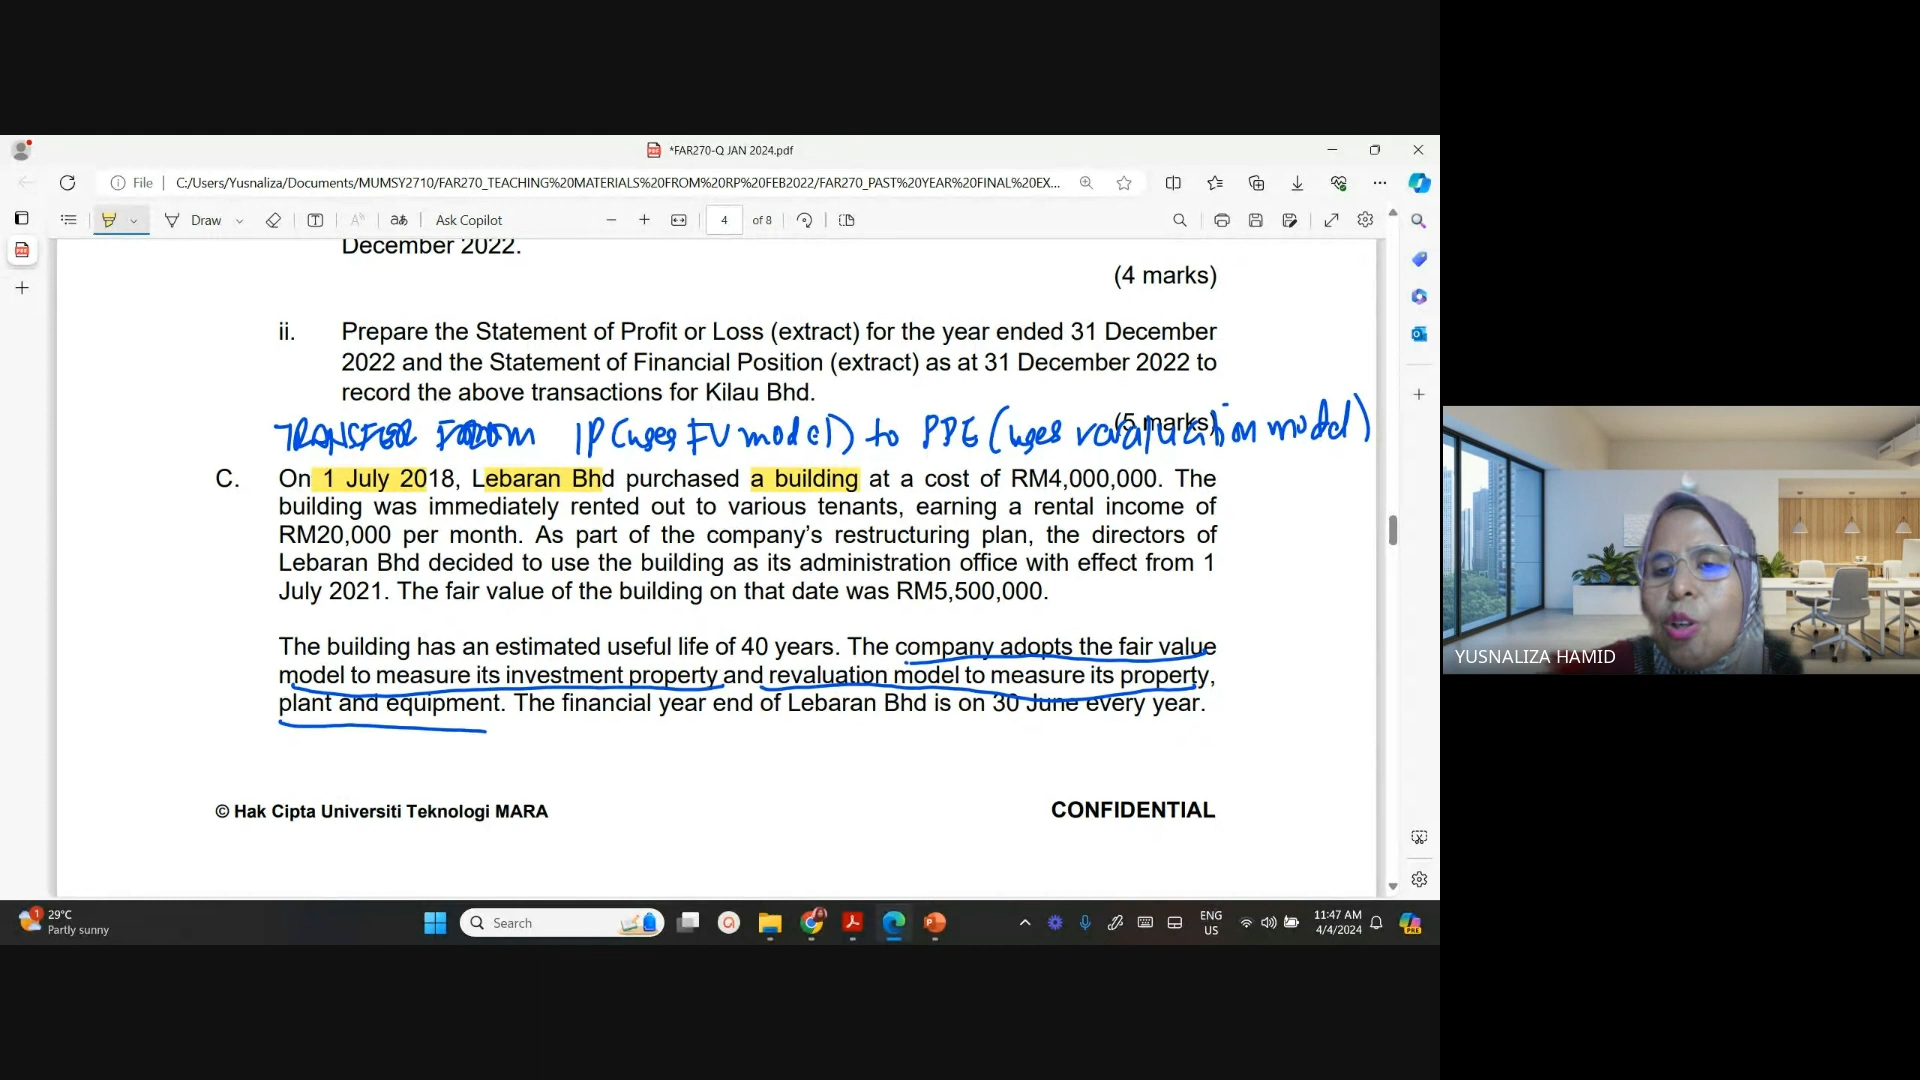 *FAR270-Q JAN 2024.pdf
File | C:/Users/Yusnaliza/Documents/MUMSY2710/FAR270_TEACHING%20MATERIALS%20FROM%20RP%20FEB2022/FAR270_PAST%20YEAR%20FINAL%20EX...
Draw aあ Ask Copilot 4 of 8
December 2022.
(4 marks)
ii. Prepare the Statement of Profit or Loss (extract) for the year ended 31 December
2022 and the Statement of Financial Position (extract) as at 31 December 2022 to
record the above transactions for Kilau Bhd.
(5 marks)
TRANSFER FROM IP (uses FV model) to PPE (uses revaluation model)
C. On 1 July 2018, Lebaran Bhd purchased a building at a cost of RM4,000,000. The
building was immediately rented out to various tenants, earning a rental income of
RM20,000 per month. As part of the company's restructuring plan, the directors of
Lebaran Bhd decided to use the building as its administration office with effect from 1
July 2021. The fair value of the building on that date was RM5,500,000.
The building has an estimated useful life of 40 years. The company adopts the fair value
model to measure its investment property and revaluation model to measure its property,
plant and equipment. The financial year end of Lebaran Bhd is on 30 June every year.
© Hak Cipta Universiti Teknologi MARA CONFIDENTIAL
YUSNALIZA HAMID
1
29°C
Partly sunny
Search
ENG
US
11:47 AM
4/4/2024
PRE